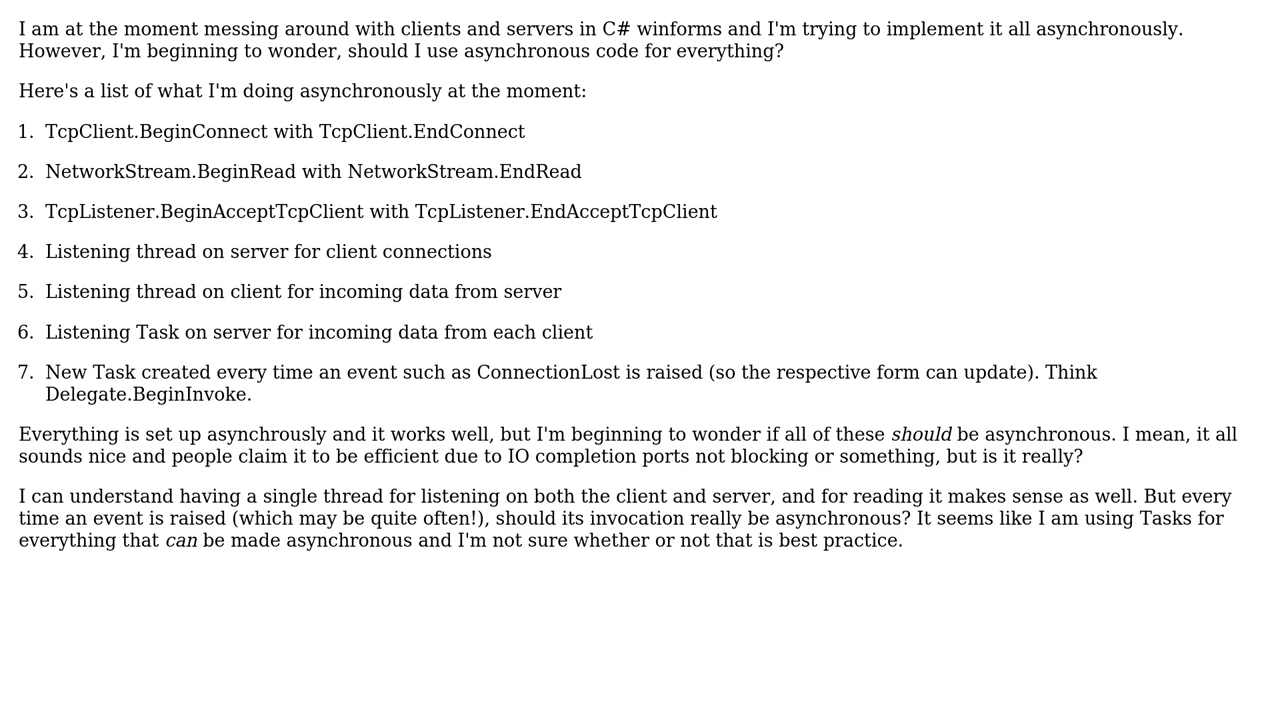 I am at the moment messing around with clients and servers in C# winforms and I'm trying to implement it all asynchronously.
However, I'm beginning to wonder, should I use asynchronous code for everything?
Here's a list of what I'm doing asynchronously at the moment:
1. TcpClient.BeginConnect with TcpClient.EndConnect
2. NetworkStream.BeginRead with NetworkStream.EndRead
3. TcpListener.BeginAcceptTcpClient with TcpListener.EndAcceptTcpClient
4. Listening thread on server for client connections
5. Listening thread on client for incoming data from server
6. Listening Task on server for incoming data from each client
7. New Task created every time an event such as ConnectionLost is raised (so the respective form can update). Think
Delegate.BeginInvoke.
Everything is set up asynchrously and it works well, but I'm beginning to wonder if all of these should be asynchronous. I mean, it all
sounds nice and people claim it to be efficient due to IO completion ports not blocking or something, but is it really?
I can understand having a single thread for listening on both the client and server, and for reading it makes sense as well. But every
time an event is raised (which may be quite often!), should its invocation really be asynchronous? It seems like I am using Tasks for
everything that can be made asynchronous and I'm not sure whether or not that is best practice.